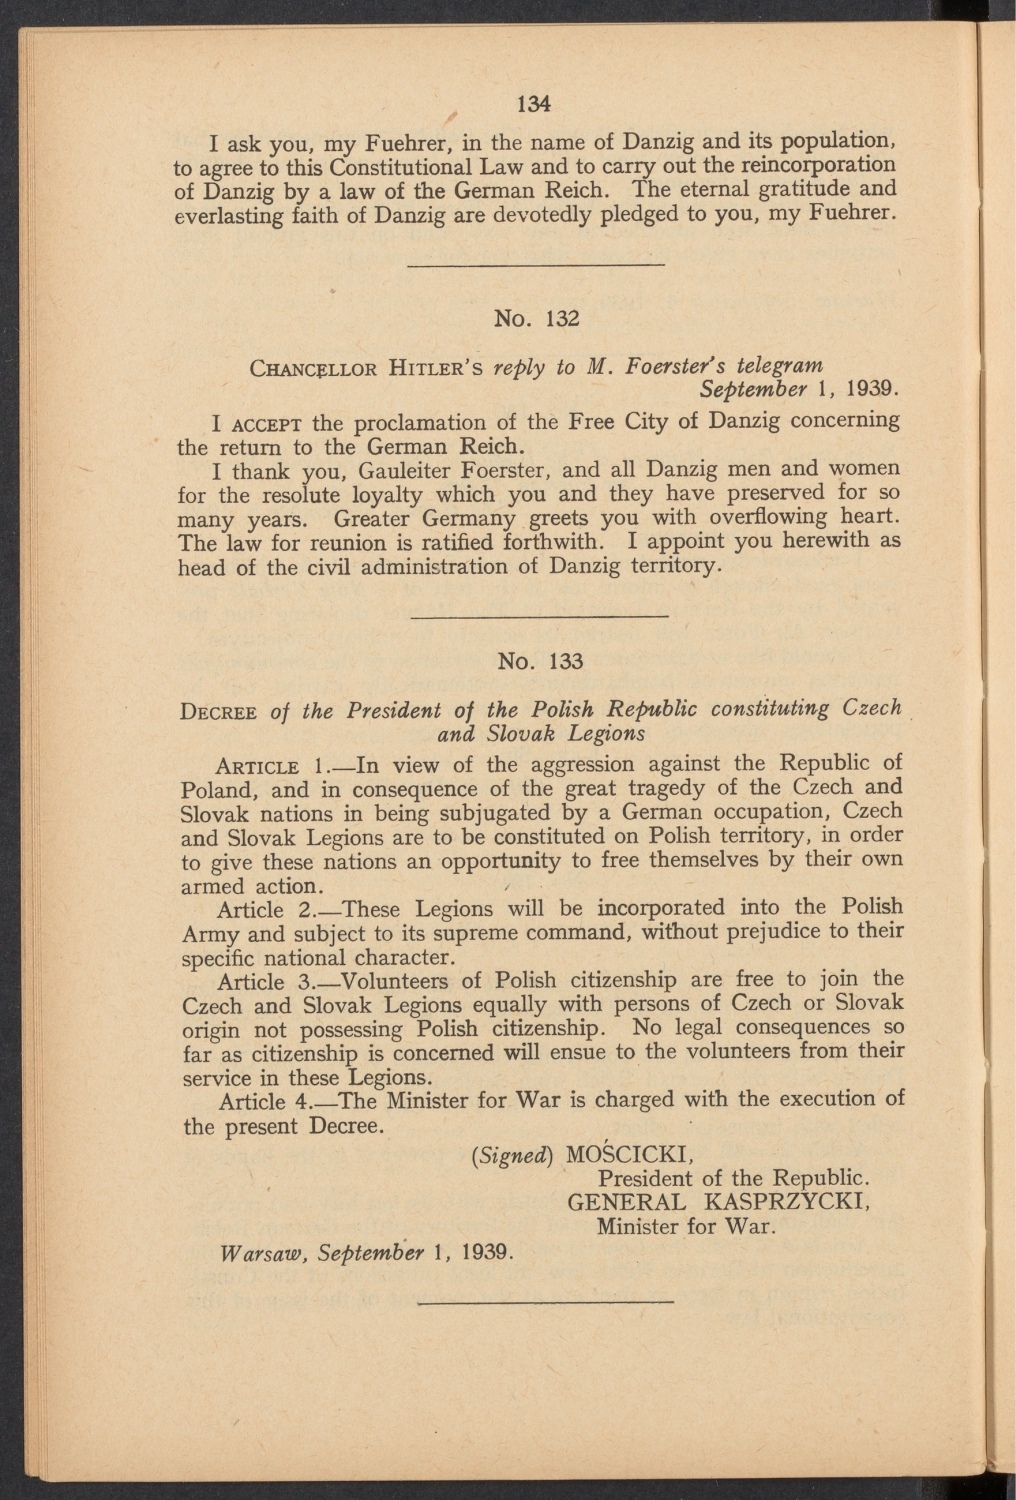 134
I ask you, my Fuehrer, in the name of Danzig and its population,
to agree to this Constitutional Law and to carry out the reincorporation
of Danzig by a law of the German Reich. The eternal gratitude and
everlasting faith of Danzig are devotedly pledged to you, my Fuehrer.
No. 132
CHANCELLOR HITLER'S reply to M. Foerster's telegram
September 1, 1939.
I ACCEPT the proclamation of the Free City of Danzig concerning
the return to the German Reich.
I thank you, Gauleiter Foerster, and all Danzig men and women
for the resolute loyalty which you and they have preserved for so
many years. Greater Germany greets you with overflowing heart.
The law for reunion is ratified forthwith. I appoint you herewith as
head of the civil administration of Danzig territory.
No. 133
DECREE of the President of the Polish Republic constituting Czech
and Slovak Legions
ARTICLE 1.—In view of the aggression against the Republic of
Poland, and in consequence of the great tragedy of the Czech and
Slovak nations in being subjugated by a German occupation, Czech
and Slovak Legions are to be constituted on Polish territory, in order
to give these nations an opportunity to free themselves by their own
armed action.
Article 2.—These Legions will be incorporated into the Polish
Army and subject to its supreme command, without prejudice to their
specific national character.
Article 3.—Volunteers of Polish citizenship are free to join the
Czech and Slovak Legions equally with persons of Czech or Slovak
origin not possessing Polish citizenship. No legal consequences so
far as citizenship is concerned will ensue to the volunteers from their
service in these Legions.
Article 4.—The Minister for War is charged with the execution of
the present Decree.
(Signed) MOŚCICKI,
President of the Republic.
GENERAL KASPRZYCKI,
Minister for War.
Warsaw, September 1, 1939.